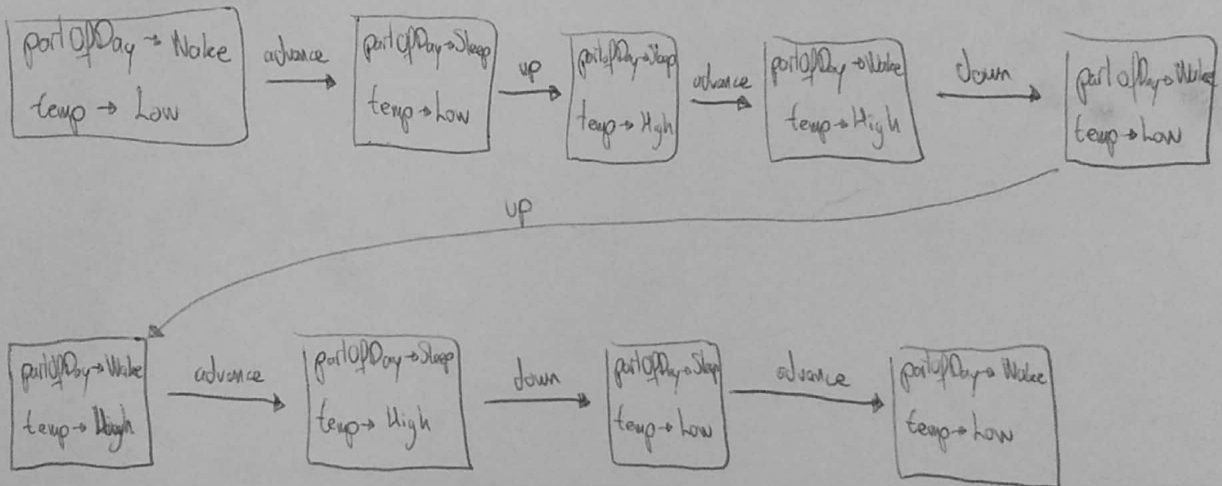 partOfDay → Wake
temp → Low
advance
partOfDay → Sleep
temp → Low
up
partOfDay → Sleep
temp → High
advance
partOfDay → Wake
temp → High
down
partOfDay → Wake
temp → Low
up
partOfDay → Wake
temp → High
advance
partOfDay → Sleep
temp → High
down
partOfDay → Sleep
temp → Low
advance
partOfDay → Wake
temp → Low